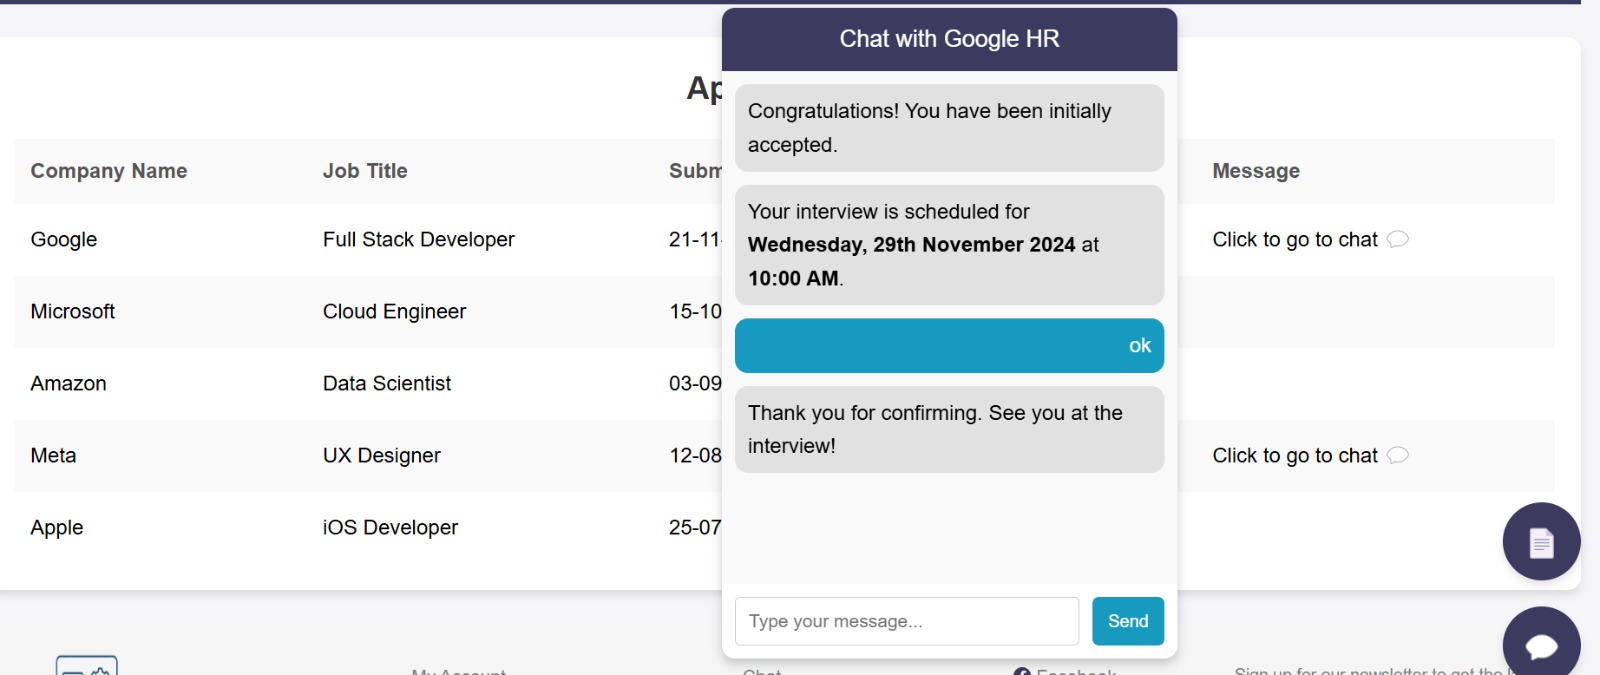 Chat with Google HR
Ap
Congratulations! You have been initially
accepted.
Company Name Job Title Subm Message
Your interview is scheduled for
Wednesday, 29th November 2024 at
10:00 AM.
Google Full Stack Developer 21-11- Click to go to chat
Microsoft Cloud Engineer 15-10
ok
Amazon Data Scientist 03-09
Thank you for confirming. See you at the
interview!
Meta UX Designer 12-08 Click to go to chat
Apple iOS Developer 25-07
Type your message... Send
My Account Chat Facebook Sign up for our newsletter to get the